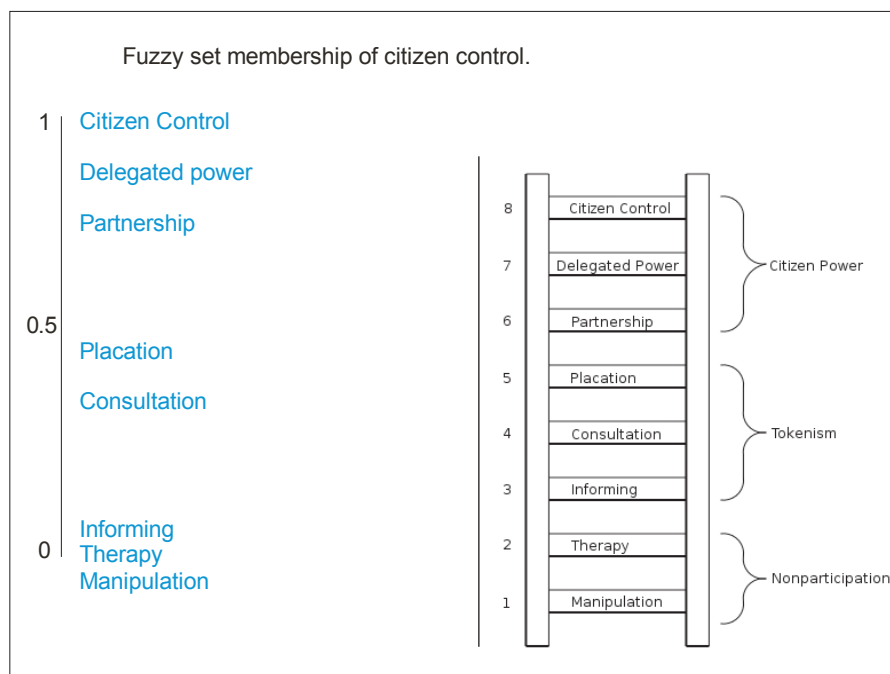 Fuzzy set membership of citizen control.
1
Citizen Control
Delegated power
Partnership
0.5
Placation
Consultation
Informing
0
Therapy
Manipulation
8
Citizen Control
7
Delegated Power
Citizen Power
6
Partnership
5
Placation
4
Consultation
Tokenism
3
Informing
2
Therapy
Nonparticipation
1
Manipulation